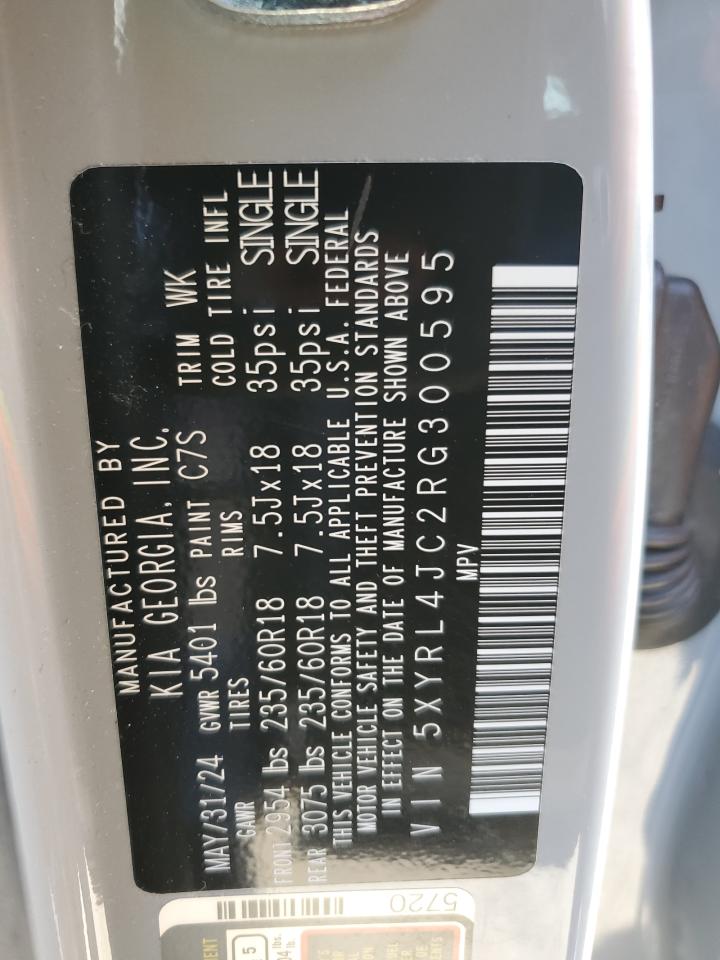 MANUFACTURED BY
KIA GEORGIA, INC.
MAY/31/24 GVWR 5401 lbs PAINT C7S TRIM WK
GAWR TIRES RIMS COLD TIRE INFL
FRONT 2954 lbs 235/60R18 7.5Jx18 35psi SINGLE
REAR 3075 lbs 235/60R18 7.5Jx18 35psi SINGLE
THIS VEHICLE CONFORMS TO ALL APPLICABLE U.S.A. FEDERAL
MOTOR VEHICLE SAFETY AND THEFT PREVENTION STANDARDS
IN EFFECT ON THE DATE OF MANUFACTURE SHOWN ABOVE
VIN 5XYRL4JC2RG300595
MPV
5720
5